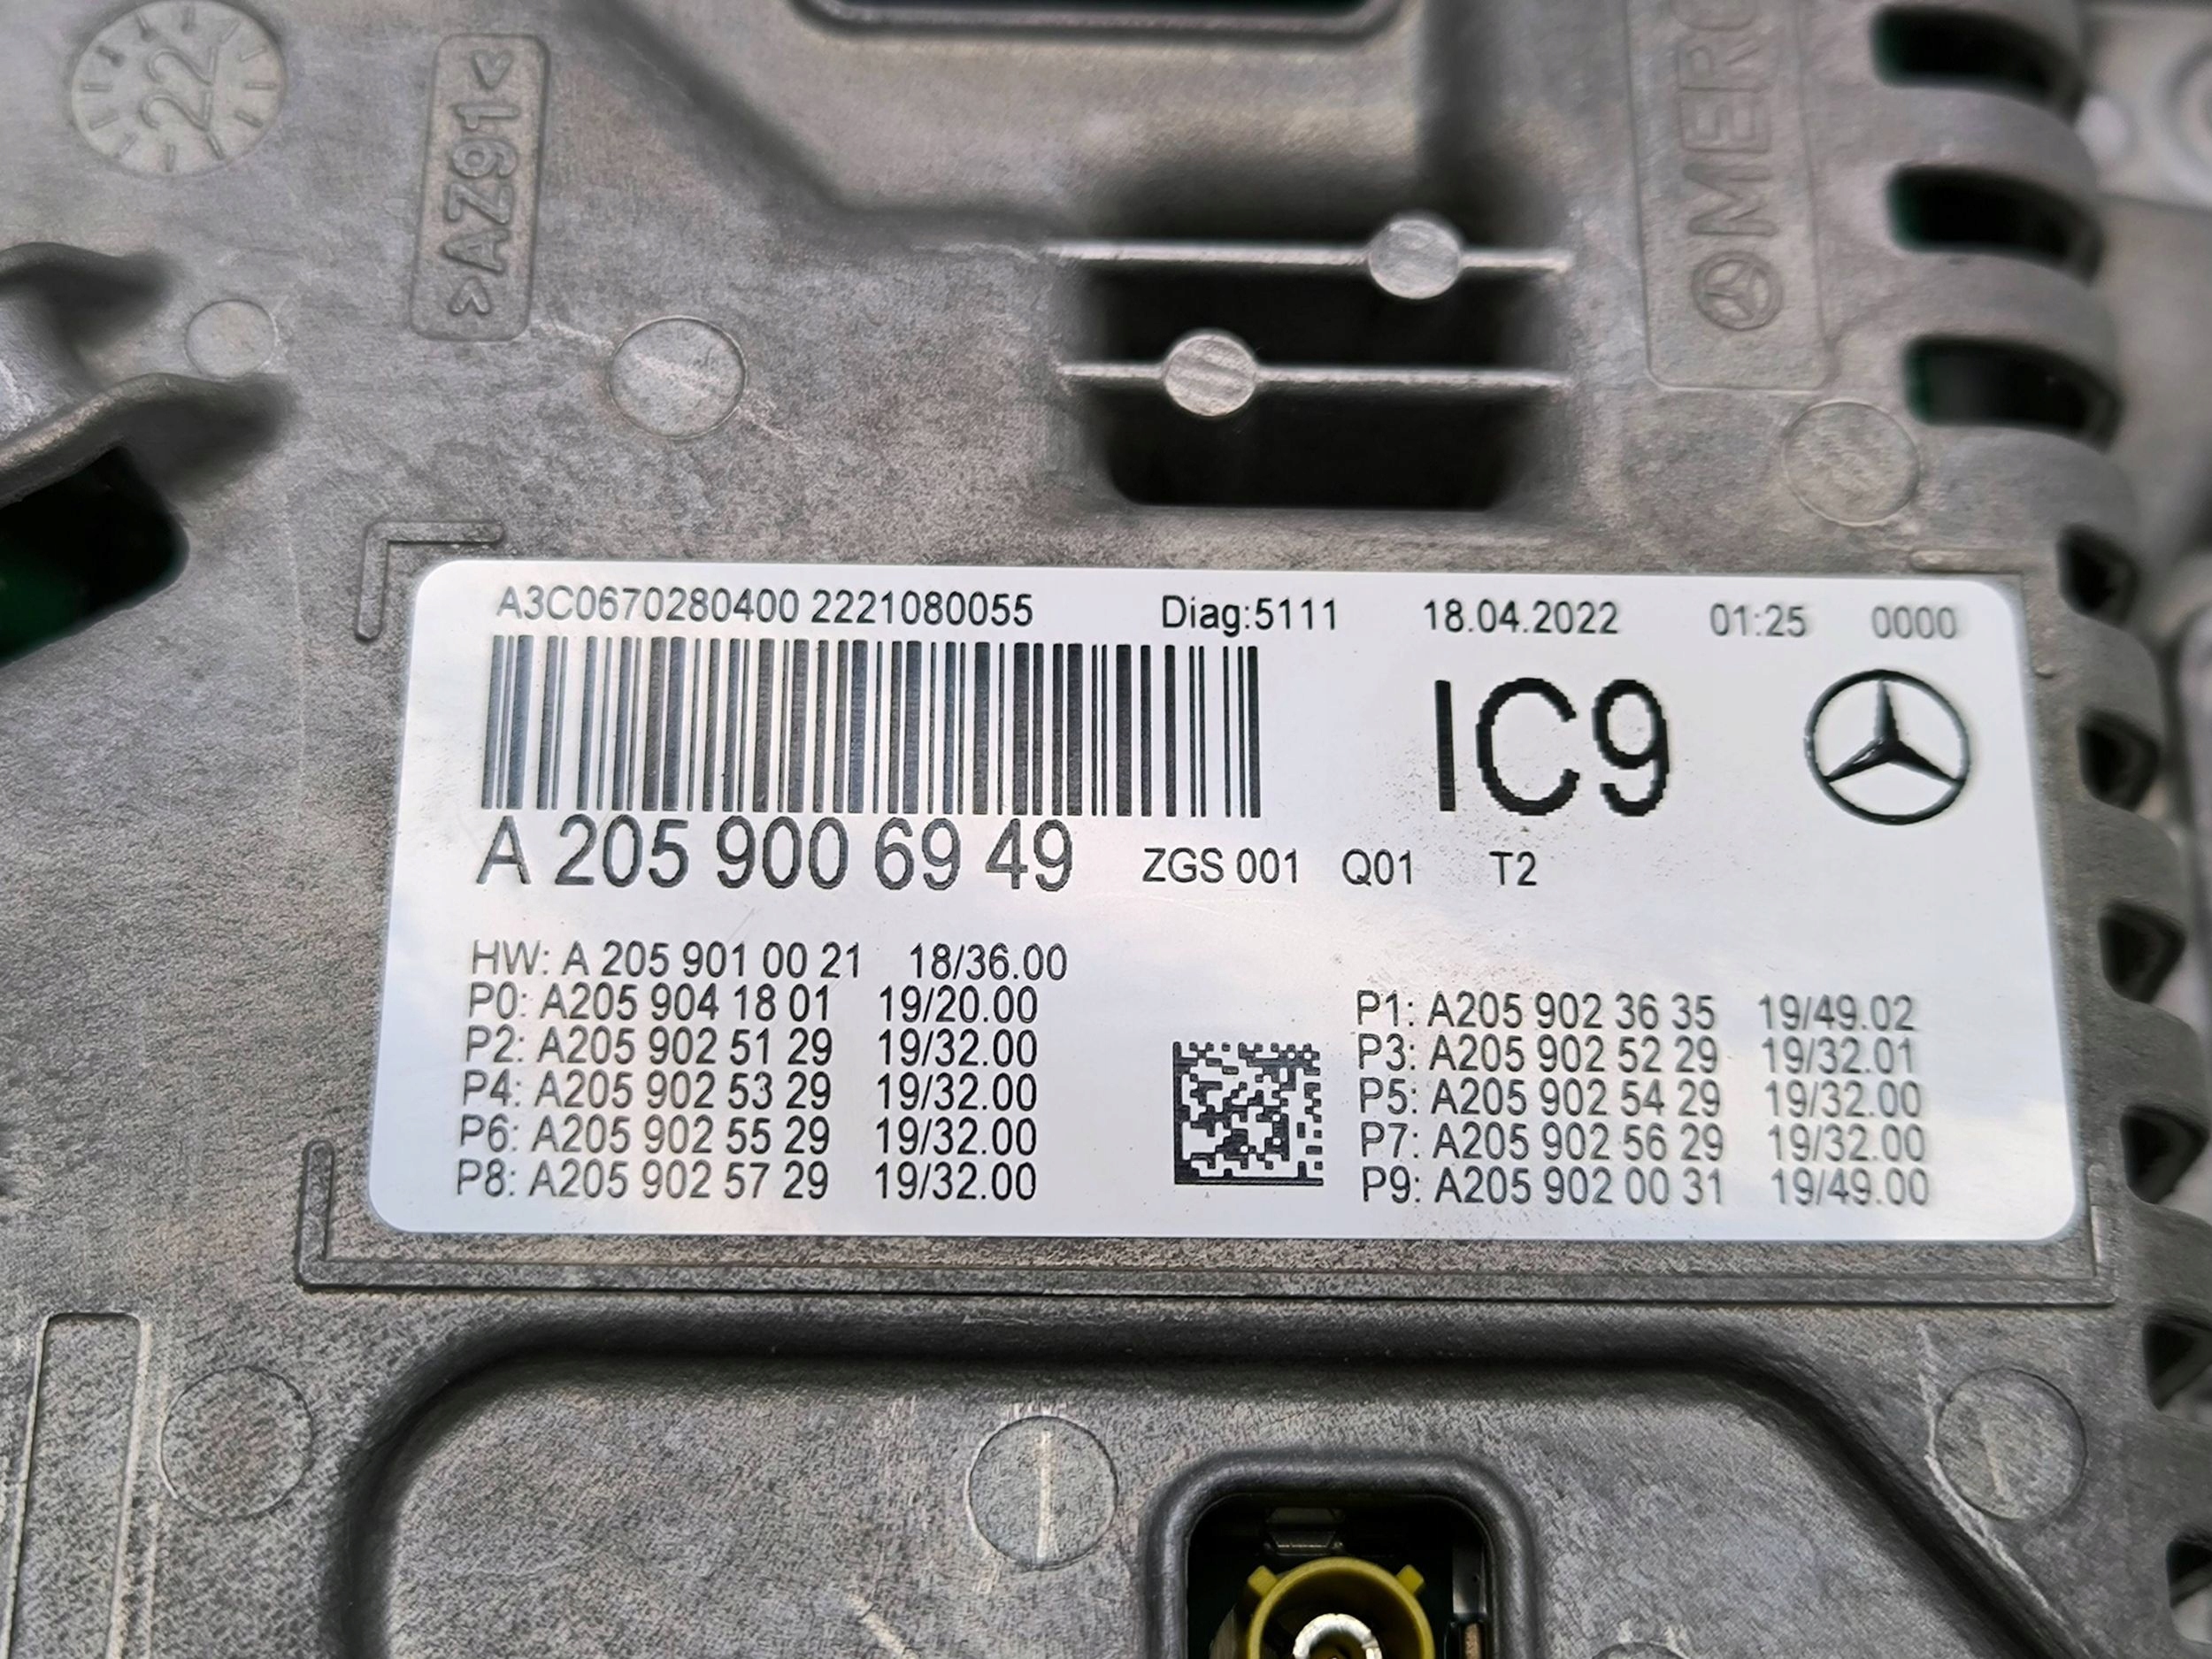 22
>AZ91<
MERC
A3C0670280400 2221080055 Diag:5111 18.04.2022 01:25 0000
IC9
A 205 900 69 49 ZGS 001 Q01 T2
HW: A 205 901 00 21 18/36.00
P0: A205 904 18 01 19/20.00 P1: A205 902 36 35 19/49.02
P2: A205 902 51 29 19/32.00 P3: A205 902 52 29 19/32.01
P4: A205 902 53 29 19/32.00 P5: A205 902 54 29 19/32.00
P6: A205 902 55 29 19/32.00 P7: A205 902 56 29 19/32.00
P8: A205 902 57 29 19/32.00 P9: A205 902 00 31 19/49.00